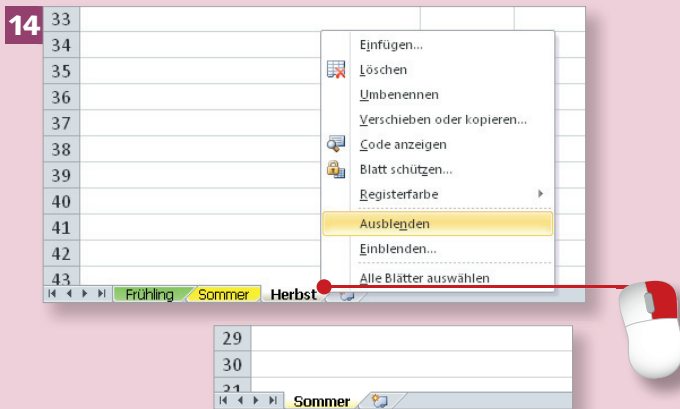 14
33
34
35
36
37
38
39
40
41
42
43
Einfügen...
Löschen
Umbenennen
Verschieben oder kopieren...
Code anzeigen
Blatt schützen...
Registerfarbe
Ausblenden
Einblenden...
Alle Blätter auswählen
Frühling Sommer Herbst
29
30
31
Sommer